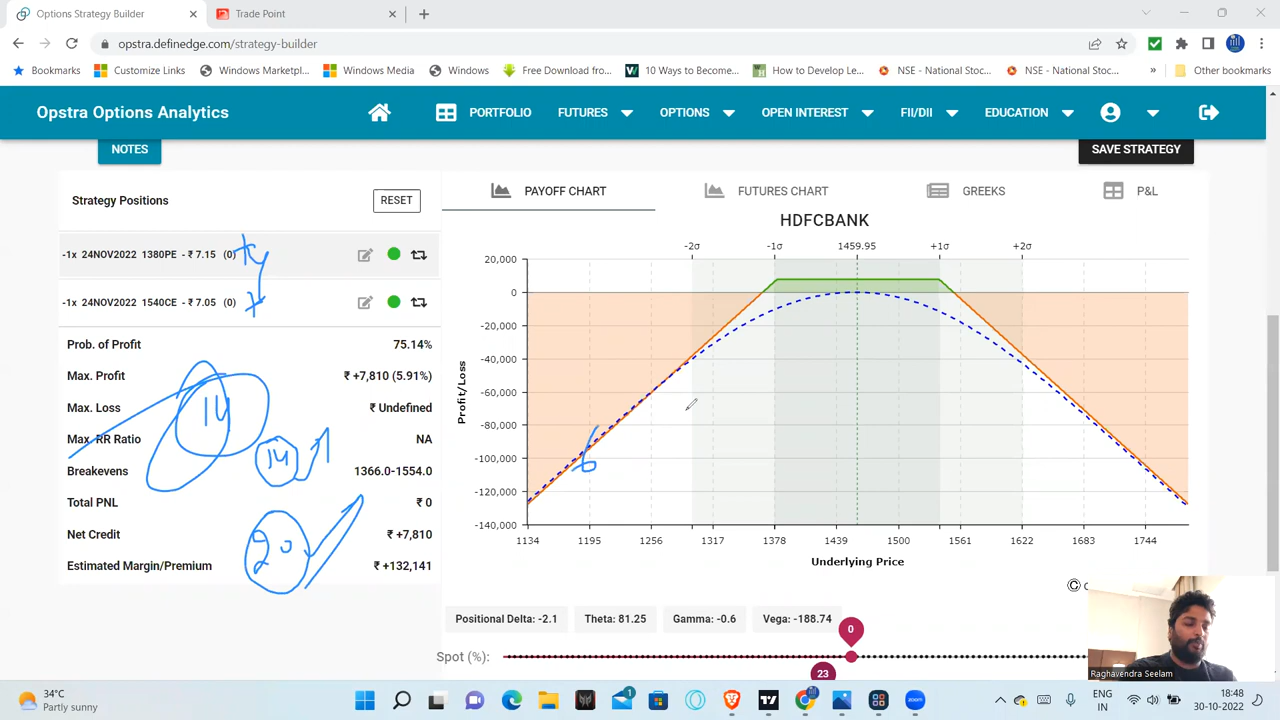 Options Strategy Builder
Trade Point
opstra.definedge.com/strategy-builder
Bookmarks Customize Links Windows Marketpl... Windows Media Windows Free Download fro... 10 Ways to Become... How to Develop Le... NSE - National Stoc... NSE - National Stoc... » Other bookmarks
Opstra Options Analytics
PORTFOLIO FUTURES OPTIONS OPEN INTEREST FII/DII EDUCATION
NOTES
SAVE STRATEGY
Strategy Positions
RESET
-1x 24NOV2022 1380PE - ₹ 7.15 (0)
-1x 24NOV2022 1540CE - ₹ 7.05 (0)
Prob. of Profit 75.14%
Max. Profit ₹ +7,810 (5.91%)
Max. Loss ₹ Undefined
Max. RR Ratio NA
Breakevens 1366.0-1554.0
Total PNL ₹ 0
Net Credit ₹ +7,810
Estimated Margin/Premium ₹ +132,141
14
14
20
PAYOFF CHART FUTURES CHART GREEKS P&L
HDFCBANK
-2σ -1σ 1459.95 +1σ +2σ
20,000
0
-20,000
-40,000
-60,000
-80,000
-100,000
-120,000
-140,000
Profit/Loss
1134 1195 1256 1317 1378 1439 1500 1561 1622 1683 1744
Underlying Price
Positional Delta: -2.1 Theta: 81.25 Gamma: -0.6 Vega: -188.74
0
Spot (%):
23
Raghavendra Seelam
34°C
Partly sunny
1
zoom
ENG
IN
18:48
30-10-2022